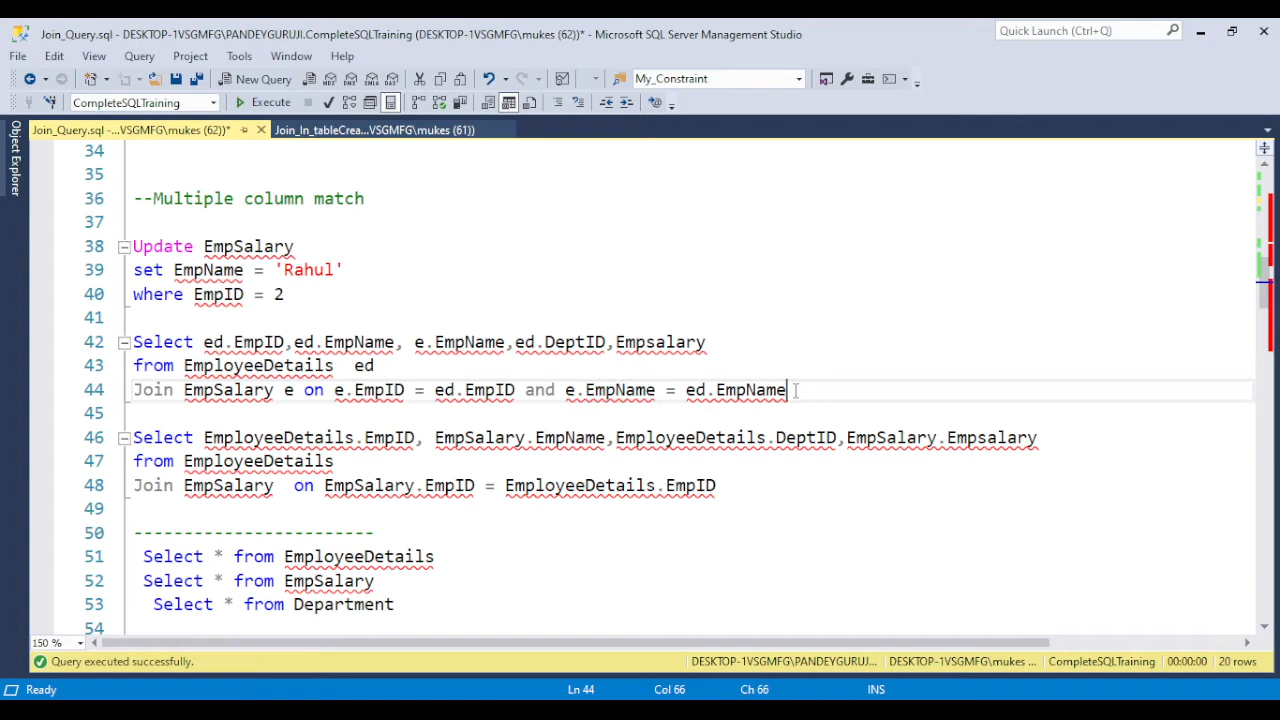 Join_Query.sql - DESKTOP-1VSGMFG\PANDEYGURUJI.CompleteSQLTraining (DESKTOP-1VSGMFG\mukes (62))* - Microsoft SQL Server Management Studio
Quick Launch (Ctrl+Q)
File Edit View Query Project Tools Window Help
New Query My_Constraint
CompleteSQLTraining Execute
Join_Query.sql -...VSGMFG\mukes (62))* Join_In_tableCrea...VSGMFG\mukes (61))
Object Explorer
34
35
36 --Multiple column match
37
38 Update EmpSalary
39 set EmpName = 'Rahul'
40 where EmpID = 2
41
42 Select ed.EmpID,ed.EmpName, e.EmpName,ed.DeptID,Empsalary
43 from EmployeeDetails ed
44 Join EmpSalary e on e.EmpID = ed.EmpID and e.EmpName = ed.EmpName
45
46 Select EmployeeDetails.EmpID, EmpSalary.EmpName,EmployeeDetails.DeptID,EmpSalary.Empsalary
47 from EmployeeDetails
48 Join EmpSalary on EmpSalary.EmpID = EmployeeDetails.EmpID
49
50 ------------------------
51 Select * from EmployeeDetails
52 Select * from EmpSalary
53 Select * from Department
54
150 %
Query executed successfully. DESKTOP-1VSGMFG\PANDEYGURUJI... DESKTOP-1VSGMFG\mukes ... CompleteSQLTraining 00:00:00 20 rows
Ready Ln 44 Col 66 Ch 66 INS